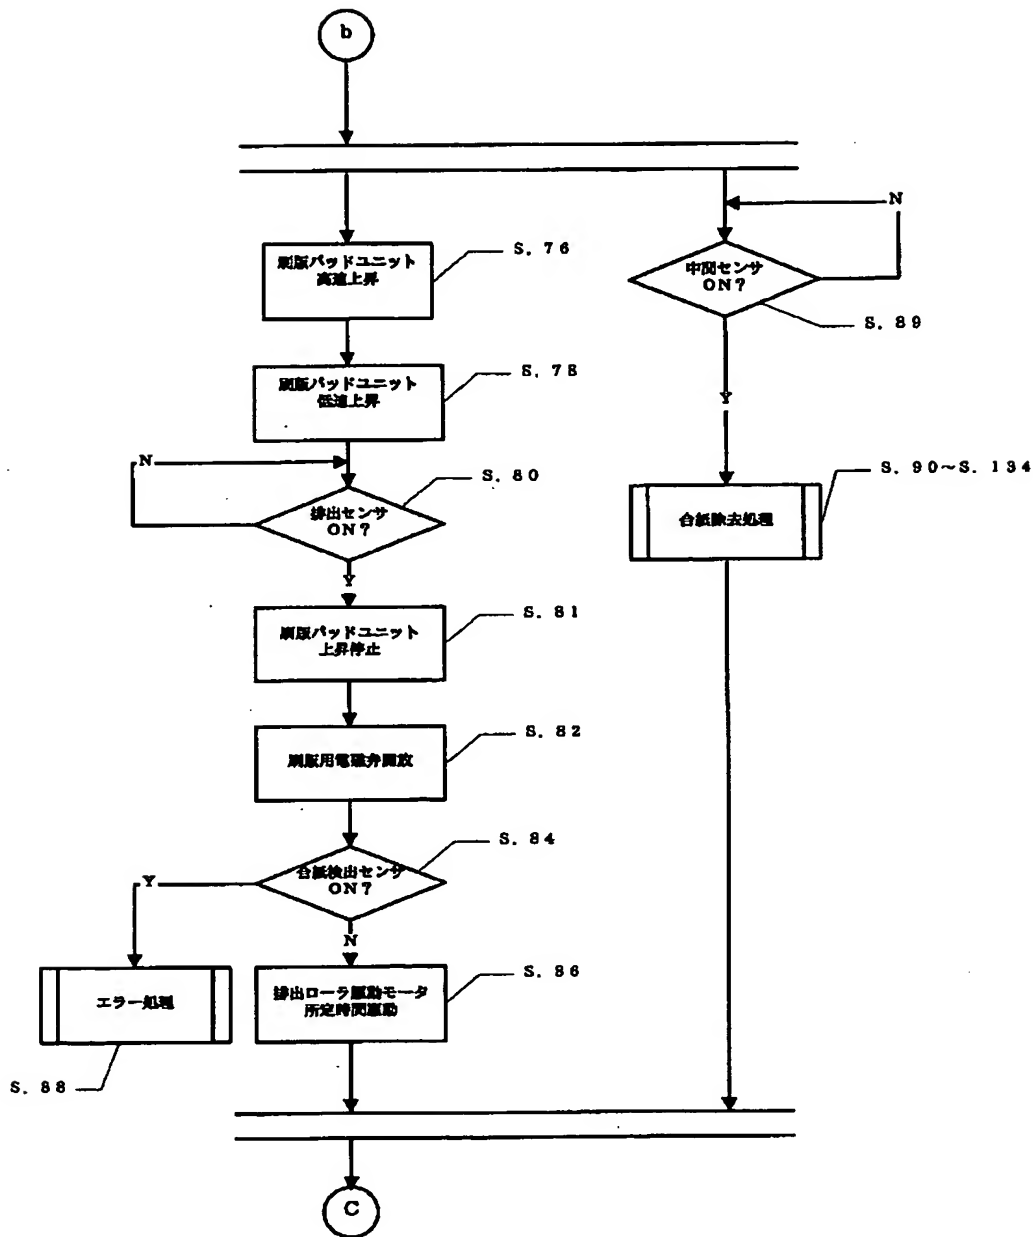 b
刷版パッドユニット
高速上昇
S. 76
N
中間センサ
ON?
S. 89
刷版パッドユニット
低速上昇
S. 78
Y
N
排出センサ
ON?
S. 80
S. 90～S. 134
台紙除去処理
Y
刷版パッドユニット
上昇停止
S. 81
刷版用電磁弁開放
S. 82
台紙検出センサ
ON?
S. 84
Y
N
エラー処理
S. 88
排出ローラ駆動モータ
所定時間駆動
S. 86
C